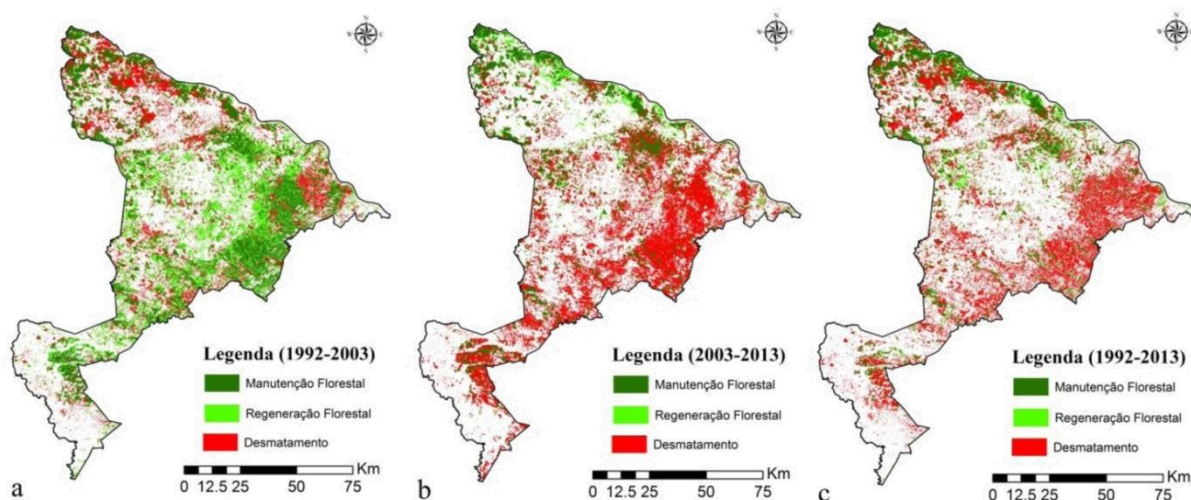 N
W
E
S
Legenda (1992-2003)
Manutenção Florestal
Regeneração Florestal
Desmatamento
Km
0 12.5 25 50 75
a
N
W
E
S
Legenda (2003-2013)
Manutenção Florestal
Regeneração Florestal
Desmatamento
Km
0 12.5 25 50 75
b
N
W
E
S
Legenda (1992-2013)
Manutenção Florestal
Regeneração Florestal
Desmatamento
Km
0 12.5 25 50 75
c